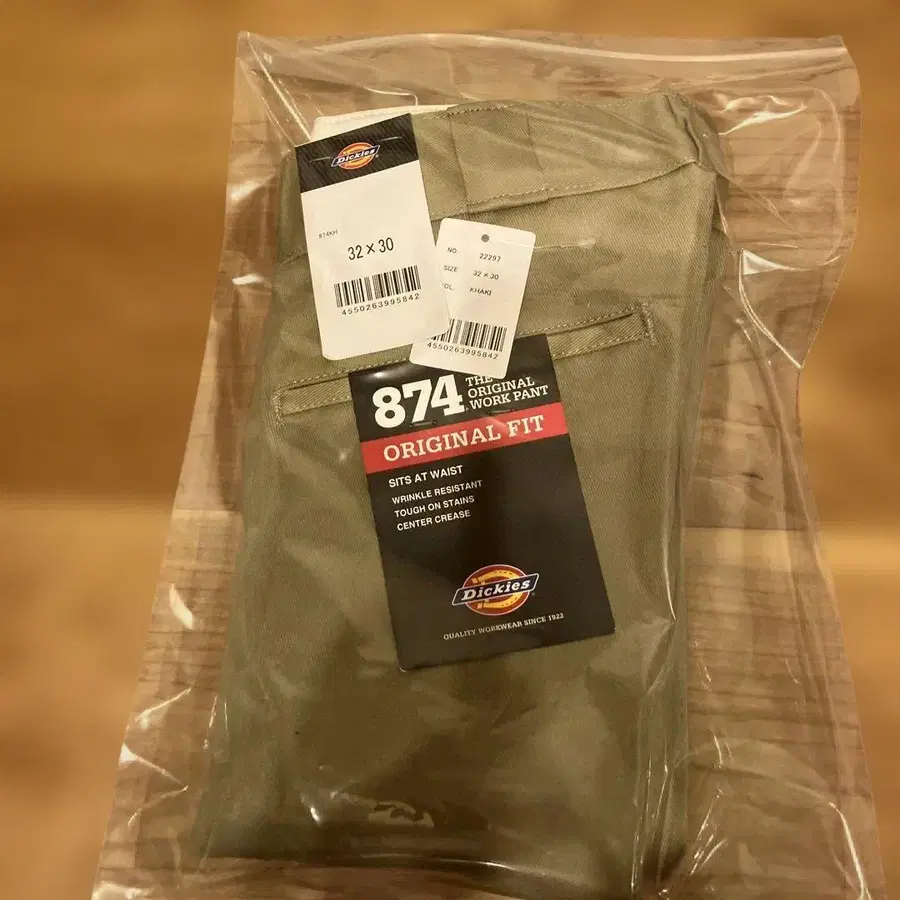 Dickies
874KH
32 × 30
4550263995842
NO. 22297
SIZE 32 × 30
COL. KHAKI
4550263995842
874 THE
ORIGINAL
WORK PANT
ORIGINAL FIT
SITS AT WAIST
WRINKLE RESISTANT
TOUGH ON STAINS
CENTER CREASE
Dickies
QUALITY WORKWEAR SINCE 1922